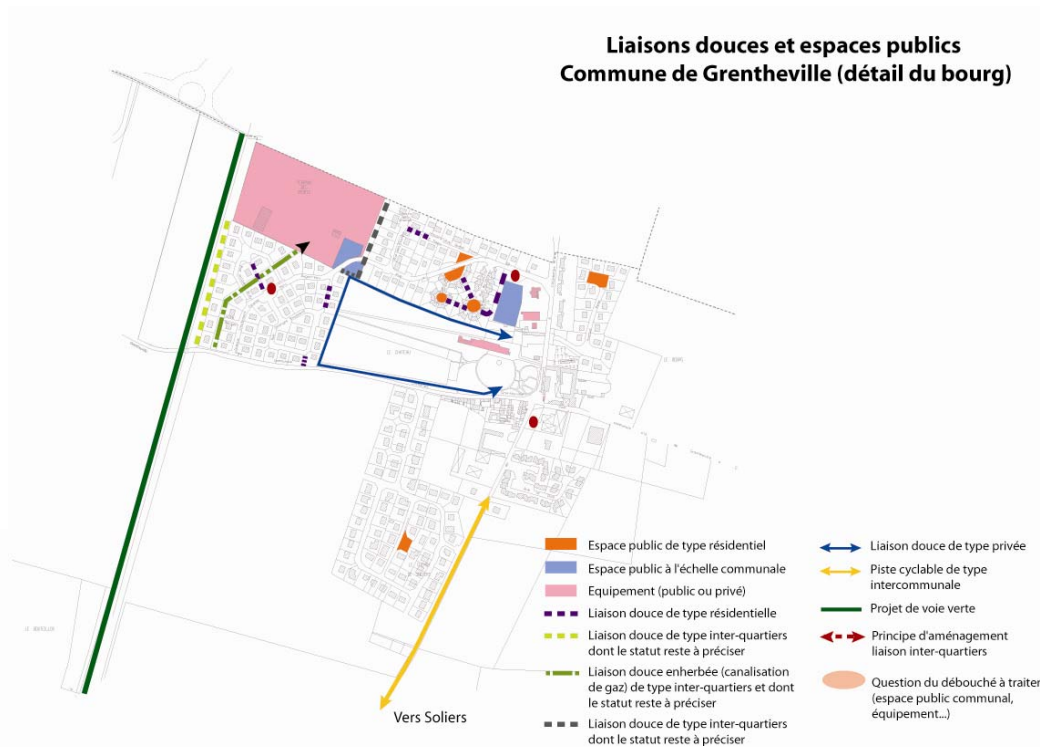 Liaisons douces et espaces publics
Commune de Grentheville (détail du bourg)
Espace public de type résidentiel
Espace public à l'échelle communale
Equipement (public ou privé)
Liaison douce de type résidentielle
Liaison douce de type inter-quartiers
dont le statut reste à préciser
Liaison douce enherbée (canalisation
de gaz) de type inter-quartiers et dont
le statut reste à préciser
Liaison douce de type inter-quartiers
dont le statut reste à préciser
Liaison douce de type privée
Piste cyclable de type
intercommunale
Projet de voie verte
Principe d'aménagement
liaison inter-quartiers
Question du débouché à traiter
(espace public communal,
équipement...)
Vers Soliers